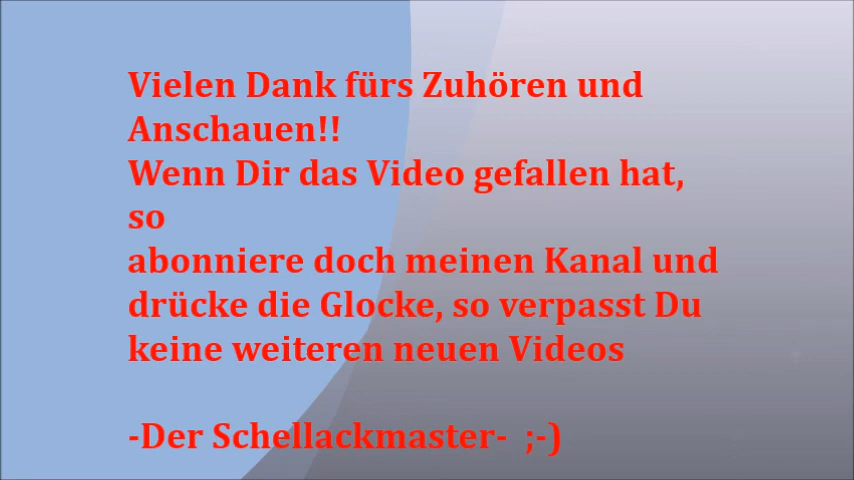 Vielen Dank fürs Zuhören und
Anschauen!!
Wenn Dir das Video gefallen hat,
so
abonniere doch meinen Kanal und
drücke die Glocke, so verpasst Du
keine weiteren neuen Videos
-Der Schellackmaster-  ;-)